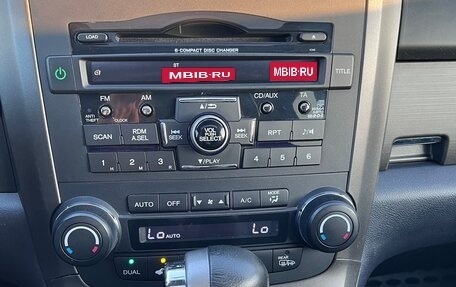 LOAD
6-COMPACT DISC CHANGER
ST
MBIB-RU
MBIB-RU
TITLE
FM AM CD/AUX TA
ANTI THEFT CLOCK
SCAN RDM A.SEL SEEK VOL PUSH SELECT SEEK RPT
1 2 3 ▼/PLAY 4 5 6
H M R
MODE
AUTO OFF A/C
Lo AUTO Lo
DUAL REAR